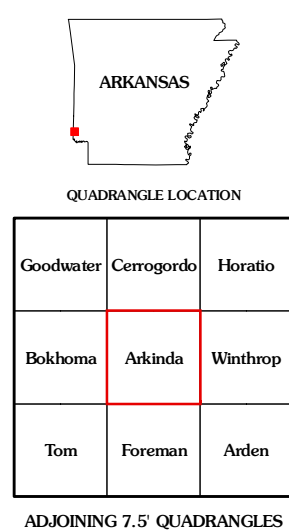 ARKANSAS
QUADRANGLE LOCATION
Goodwater Cerrogordo Horatio
Bokhoma Arkinda Winthrop
Tom Foreman Arden
ADJOINING 7.5' QUADRANGLES